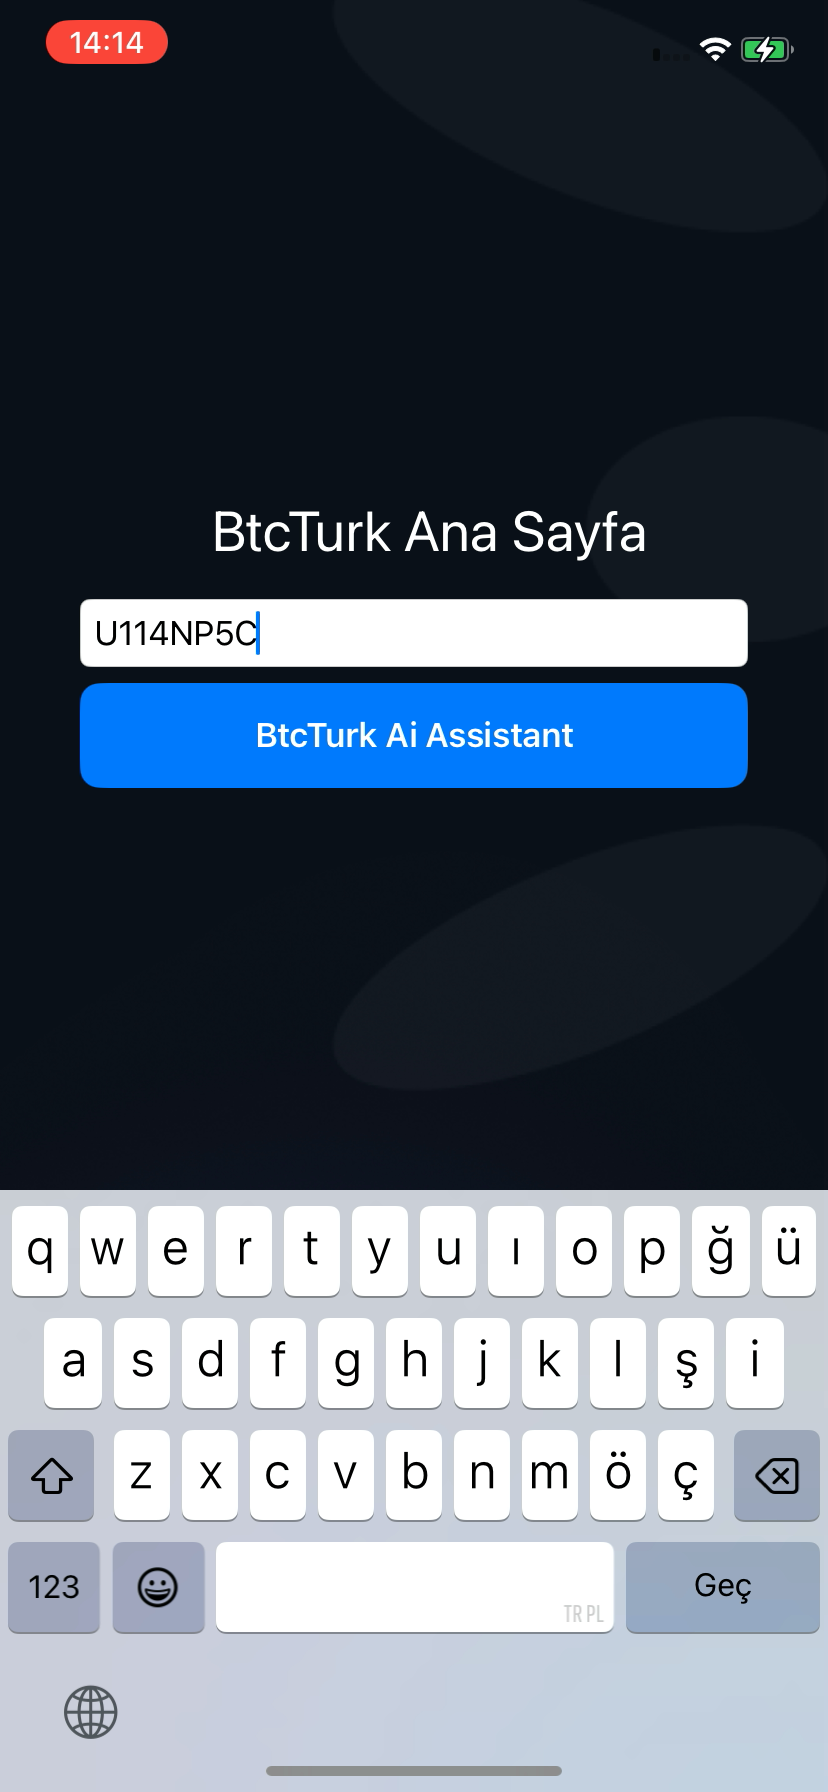 14:14
BtcTurk Ana Sayfa
U114NP5C
BtcTurk Ai Assistant
q w e r t y u ı o p ğ ü
a s d f g h j k l ş i
z x c v b n m ö ç
123 TR PL Geç